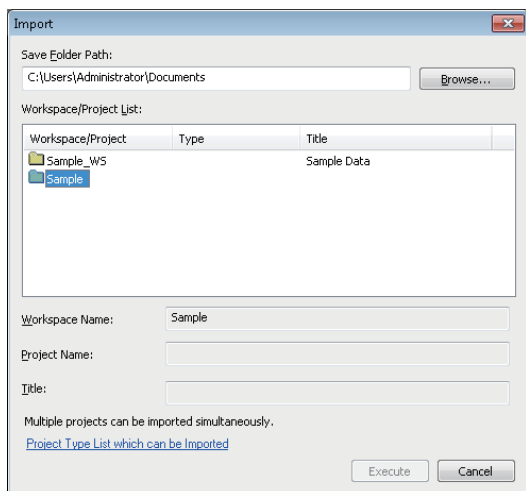 Import
Save Folder Path:
C:\Users\Administrator\Documents
Browse...
Workspace/Project List:
Workspace/Project Type Title
Sample_WS Sample Data
Sample
Workspace Name: Sample
Project Name:
Title:
Multiple projects can be imported simultaneously.
Project Type List which can be Imported
Execute Cancel